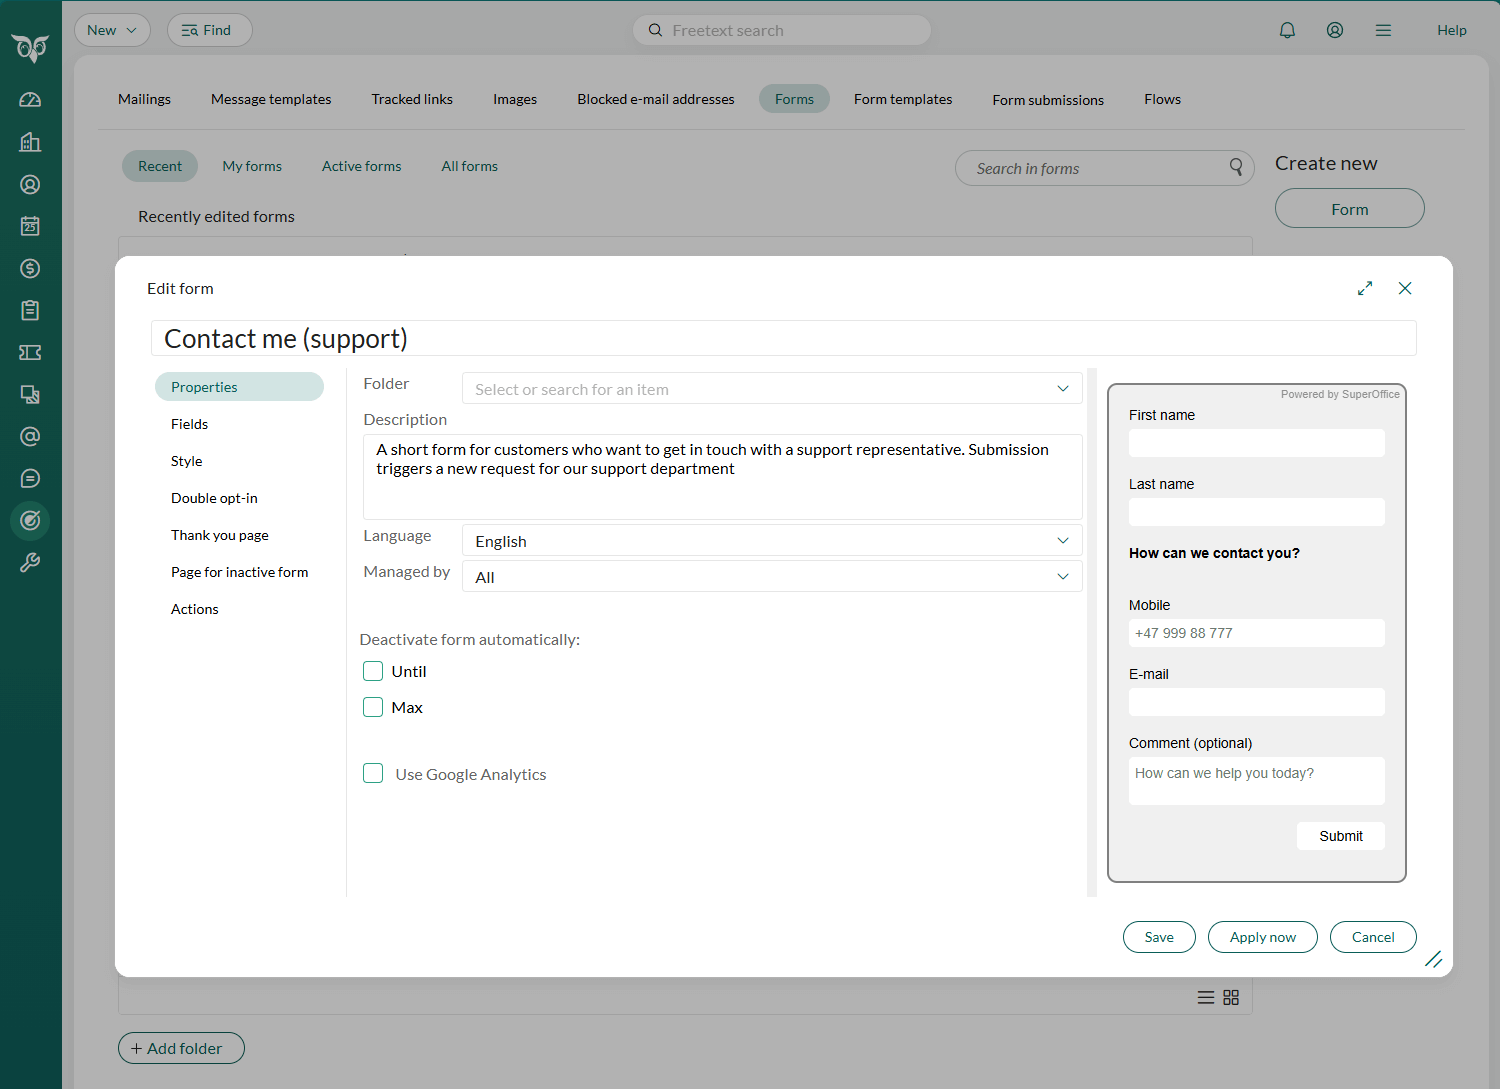 New
Find
Freetext search
Help
Mailings
Message templates
Tracked links
Images
Blocked e-mail addresses
Forms
Form templates
Form submissions
Flows
25
Recent
My forms
Active forms
All forms
Search in forms
Create new
Form
Recently edited forms
Edit form
Contact me (support)
Properties
Fields
Style
Double opt-in
Thank you page
Page for inactive form
Actions
Folder
Select or search for an item
Description
A short form for customers who want to get in touch with a support representative. Submission
triggers a new request for our support department
Language
English
Managed by
All
Deactivate form automatically:
Until
Max
Use Google Analytics
Powered by SuperOffice
First name
Last name
How can we contact you?
Mobile
+47 999 88 777
E-mail
Comment (optional)
How can we help you today?
Submit
Save
Apply now
Cancel
+ Add folder